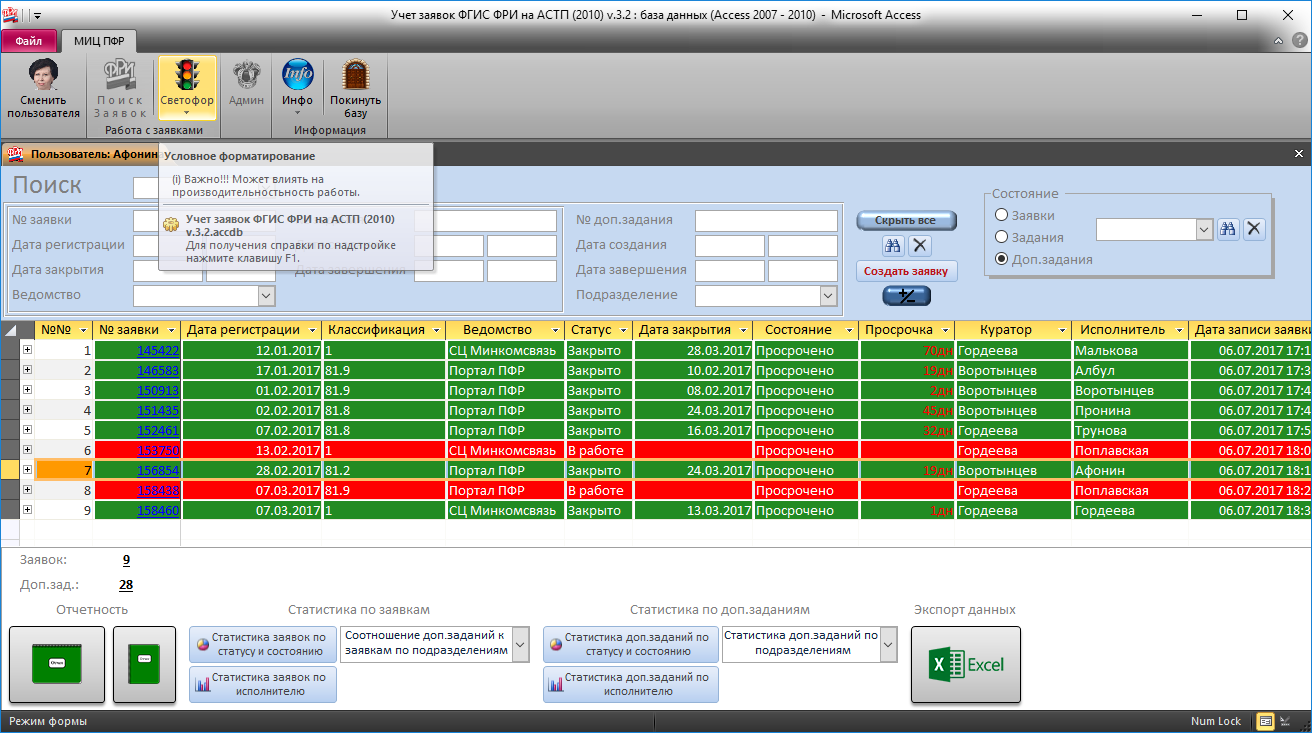 Учет заявок ФГИС ФРИ на АСТП (2010) v.3.2 : база данных (Access 2007 - 2010) - Microsoft Access
Файл
МИЦ ПФР
Сменить пользователя
Поиск Заявок
Светофор
Админ
Инфо
Покинуть базу
Работа с заявками
Информация
Пользователь: Афонин
Условное форматирование
(i) Важно!!! Может влиять на
производительстьность работы.
Учет заявок ФГИС ФРИ на АСТП (2010)
v.3.2.accdb
Для получения справки по надстройке
нажмите клавишу F1.
Поиск
№ заявки
Дата регистрации
Дата закрытия
Дата завершения
Ведомство
№ доп.задания
Дата создания
Дата завершения
Подразделение
Скрыть все
Создать заявку
+/-
Состояние
Заявки
Задания
Доп.задания
№№ № заявки Дата регистрации Классификация Ведомство Статус Дата закрытия Состояние Просрочка Куратор Исполнитель Дата записи заявки
1 145422 12.01.2017 1 СЦ Минкомсвязь Закрыто 28.03.2017 Просрочено 70дн Гордеева Малькова 06.07.2017 17:1
2 146583 17.01.2017 81.9 Портал ПФР Закрыто 10.02.2017 Просрочено 19дн Воротынцев Албул 06.07.2017 17:3
3 150913 01.02.2017 81.9 Портал ПФР Закрыто 08.02.2017 Просрочено 2дн Воротынцев Воротынцев 06.07.2017 17:4
4 151435 02.02.2017 81.8 Портал ПФР Закрыто 24.03.2017 Просрочено 45дн Воротынцев Пронина 06.07.2017 17:4
5 152461 07.02.2017 81.8 Портал ПФР Закрыто 16.03.2017 Просрочено 32дн Гордеева Трунова 06.07.2017 17:5
6 153750 13.02.2017 1 СЦ Минкомсвязь В работе Просрочено Гордеева Поплавская 06.07.2017 18:0
7 156854 28.02.2017 81.2 Портал ПФР Закрыто 24.03.2017 Просрочено 19дн Воротынцев Афонин 06.07.2017 18:1
8 158438 07.03.2017 81.9 Портал ПФР В работе Просрочено Гордеева Поплавская 06.07.2017 18:2
9 158460 07.03.2017 1 СЦ Минкомсвязь Закрыто 13.03.2017 Просрочено 1дн Гордеева Гордеева 06.07.2017 18:3
Заявок: 9
Доп.зад.: 28
Отчетность
Статистика по заявкам
Статистика по доп.заданиям
Экспорт данных
Статистика заявок по
статусу и состоянию
Соотношение доп.заданий к
заявкам по подразделениям
Статистика доп.заданий по
статусу и состоянию
Статистика доп.заданий по
подразделениям
Статистика заявок по
исполнителю
Статистика доп.заданий по
исполнителю
Excel
Режим формы
Num Lock